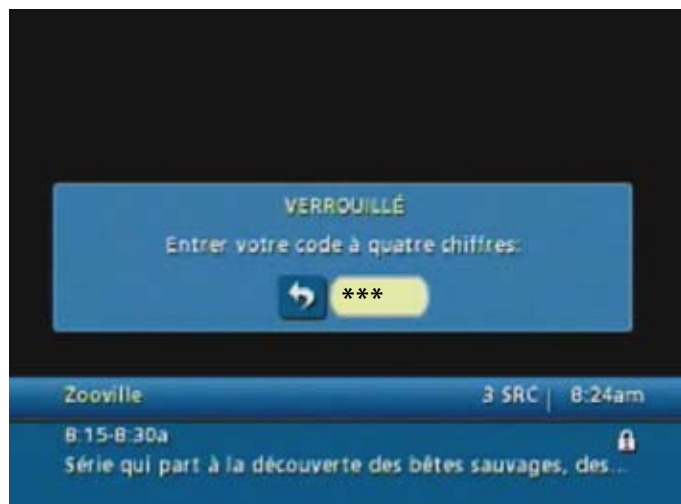 VERROUILLÉ
Entrer votre code à quatre chiffres:
***
Zooville 3 SRC | 8:24am
8:15-8:30a
Série qui part à la découverte des bêtes sauvages, des...